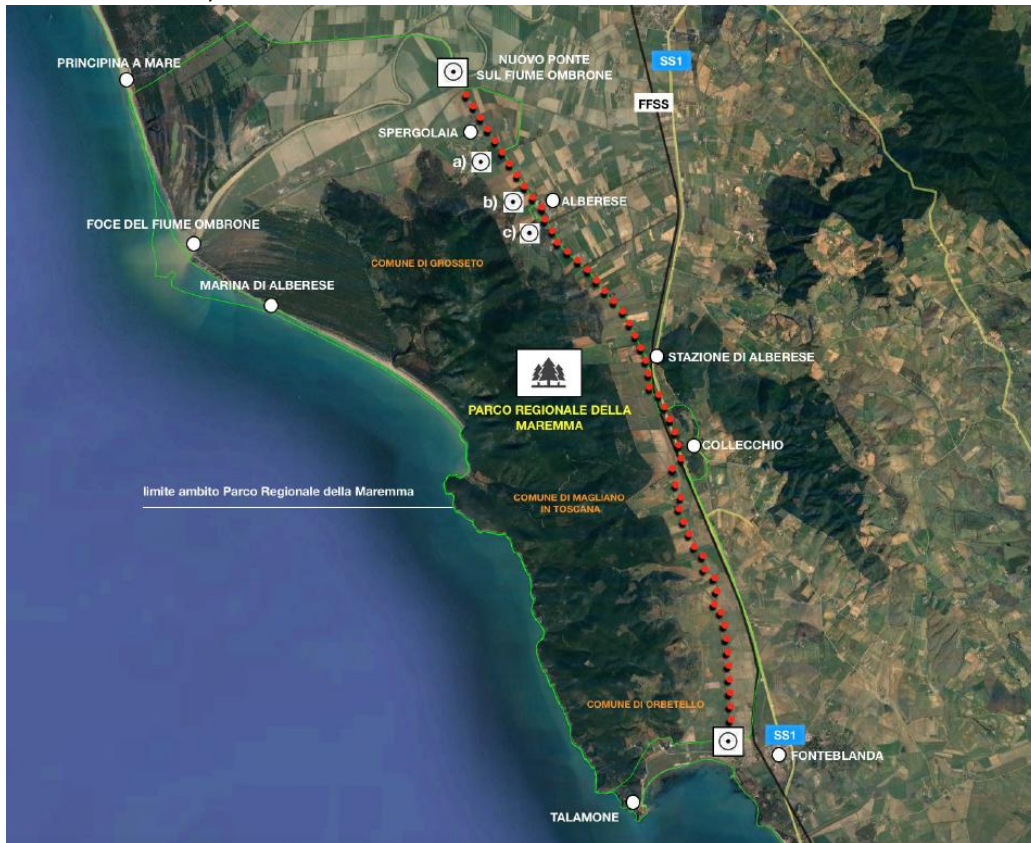 PRINCIPINA A MARE
NUOVO PONTE
SUL FIUME OMBRONE
SS1
FFSS
SPERGOLAIA
a)
b)
ALBERESE
c)
FOCE DEL FIUME OMBRONE
COMUNE DI GROSSETO
MARINA DI ALBERESE
STAZIONE DI ALBERESE
PARCO REGIONALE DELLA
MAREMMA
COLLECCHIO
limite ambito Parco Regionale della Maremma
COMUNE DI MAGLIANO
IN TOSCANA
COMUNE DI ORBETELLO
SS1
FONTEBLANDA
TALAMONE